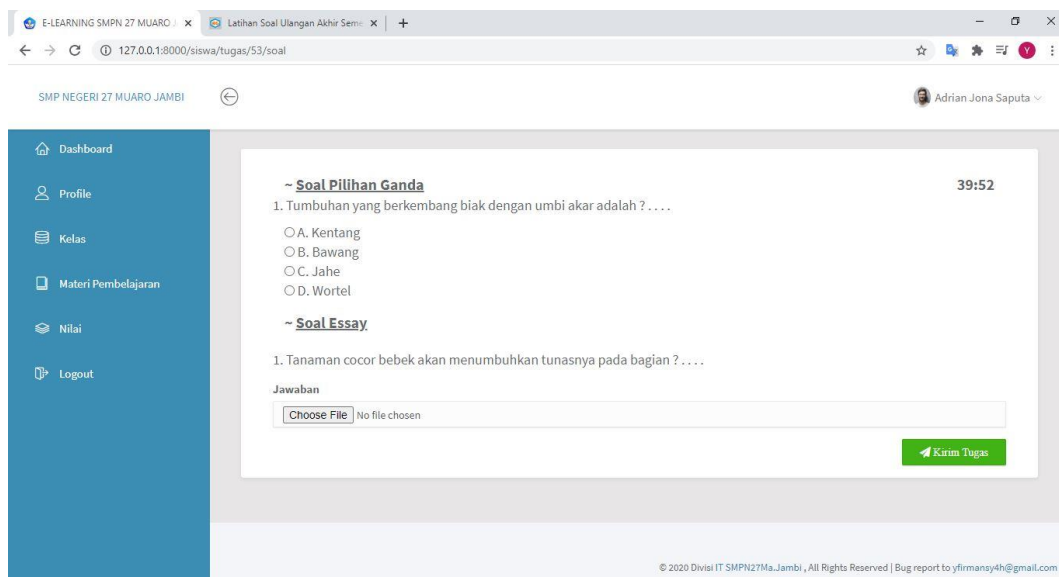 E-LEARNING SMPN 27 MUARO J
Latihan Soal Ulangan Akhir Seme
127.0.0.1:8000/siswa/tugas/53/soal
Y
SMP NEGERI 27 MUARO JAMBI
Adrian Jona Saputa
Dashboard
Profile
Kelas
Materi Pembelajaran
Nilai
Logout
~ Soal Pilihan Ganda
39:52
1. Tumbuhan yang berkembang biak dengan umbi akar adalah ? . . . .
A. Kentang
B. Bawang
C. Jahe
D. Wortel
~ Soal Essay
1. Tanaman cocor bebek akan menumbuhkan tunasnya pada bagian ? . . . .
Jawaban
Choose File No file chosen
Kirim Tugas
© 2020 Divisi IT SMPN27Ma.Jambi , All Rights Reserved | Bug report to yfirmansy4h@gmail.com